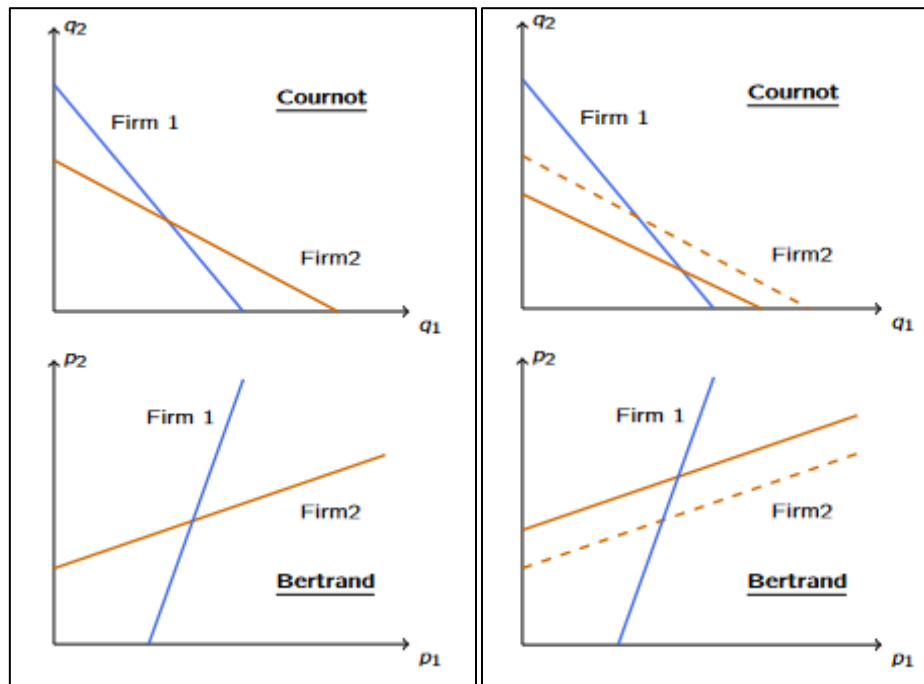 q2
Cournot
Firm 1
Firm2
q1
p2
Firm 1
Firm2
Bertrand
p1
q2
Cournot
Firm 1
Firm2
q1
p2
Firm 1
Firm2
Bertrand
p1